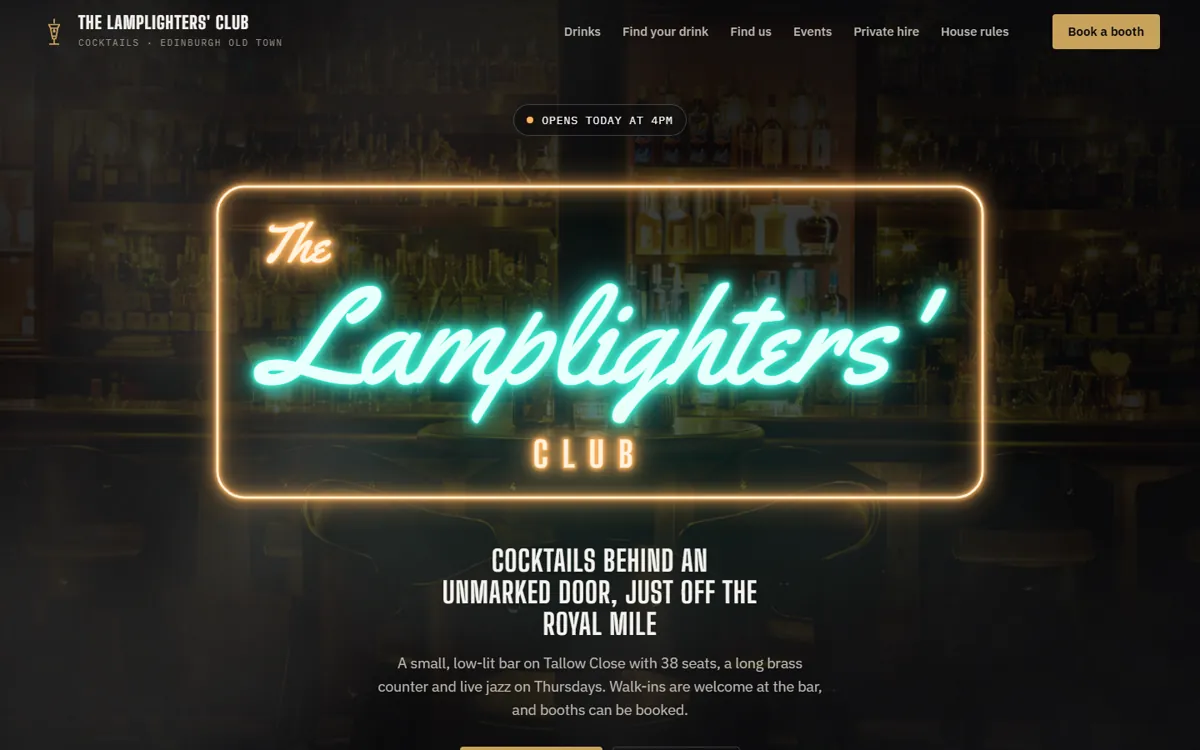 THE LAMPLIGHTERS' CLUB
COCKTAILS · EDINBURGH OLD TOWN
Drinks
Find your drink
Find us
Events
Private hire
House rules
Book a booth
OPENS TODAY AT 4PM
The
Lamplighters'
CLUB
COCKTAILS BEHIND AN
UNMARKED DOOR, JUST OFF THE
ROYAL MILE
A small, low-lit bar on Tallow Close with 38 seats, a long brass
counter and live jazz on Thursdays. Walk-ins are welcome at the bar,
and booths can be booked.